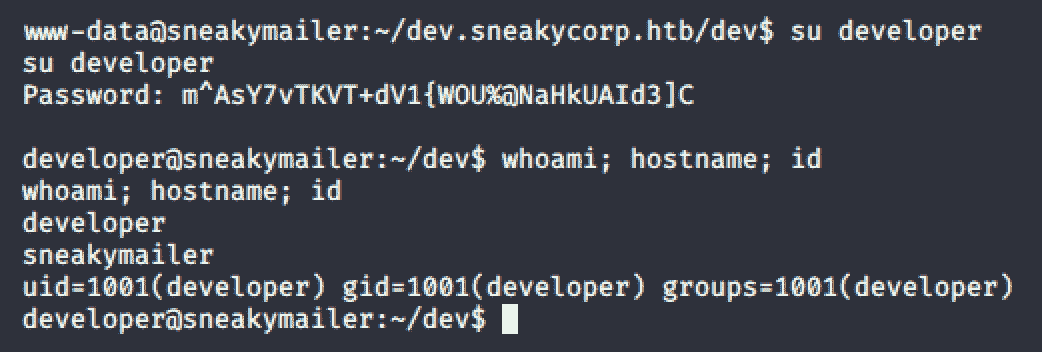 www-data@sneakymailer:~/dev.sneakycorp.htb/dev$ su developer
su developer
Password: m^AsY7vTKVT+dV1{WOU%@NaHkUAId3]C
developer@sneakymailer:~/dev$ whoami; hostname; id
whoami; hostname; id
developer
sneakymailer
uid=1001(developer) gid=1001(developer) groups=1001(developer)
developer@sneakymailer:~/dev$